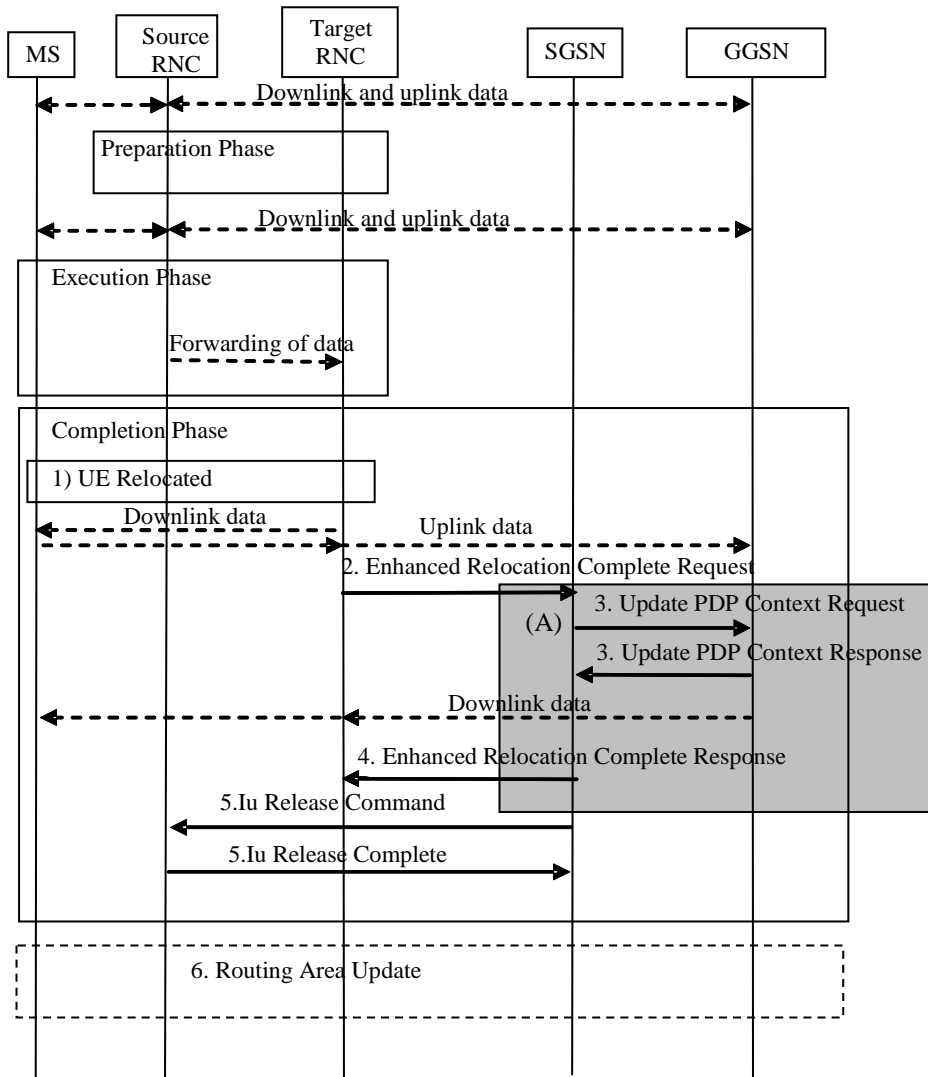 MS
Source
RNC
Target
RNC
SGSN
GGSN
Downlink and uplink data
Preparation Phase
Downlink and uplink data
Execution Phase
Forwarding of data
Completion Phase
1) UE Relocated
Downlink data
Uplink data
2. Enhanced Relocation Complete Request
(A)
3. Update PDP Context Request
3. Update PDP Context Response
Downlink data
4. Enhanced Relocation Complete Response
5.Iu Release Command
5.Iu Release Complete
6. Routing Area Update